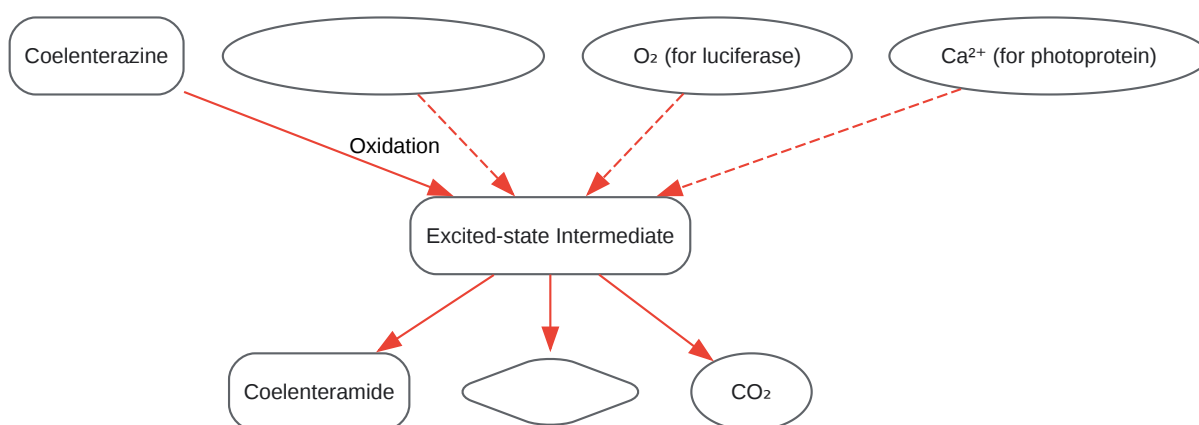 Coelenterazine
O₂ (for luciferase)
Ca²⁺ (for photoprotein)
Oxidation
Excited-state Intermediate
Coelenteramide
CO₂